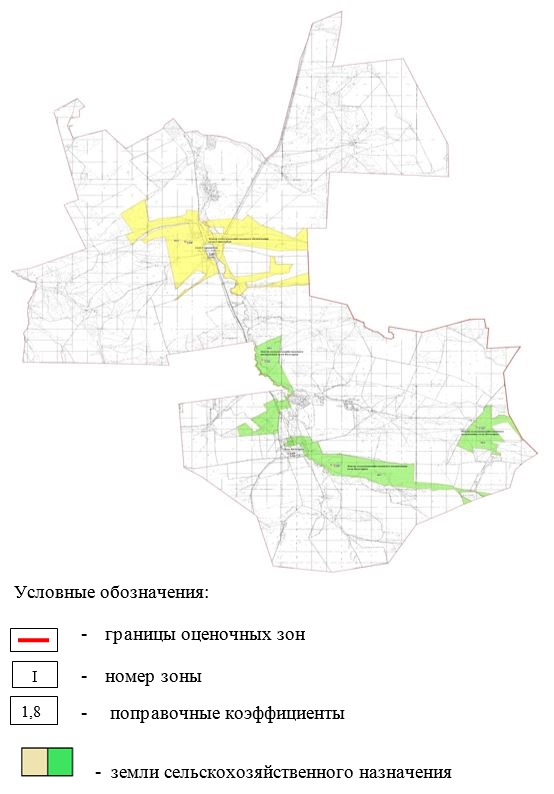 Условные обозначения:
- границы оценочных зон
I - номер зоны
1,8 - поправочные коэффициенты
- земли сельскохозяйственного назначения